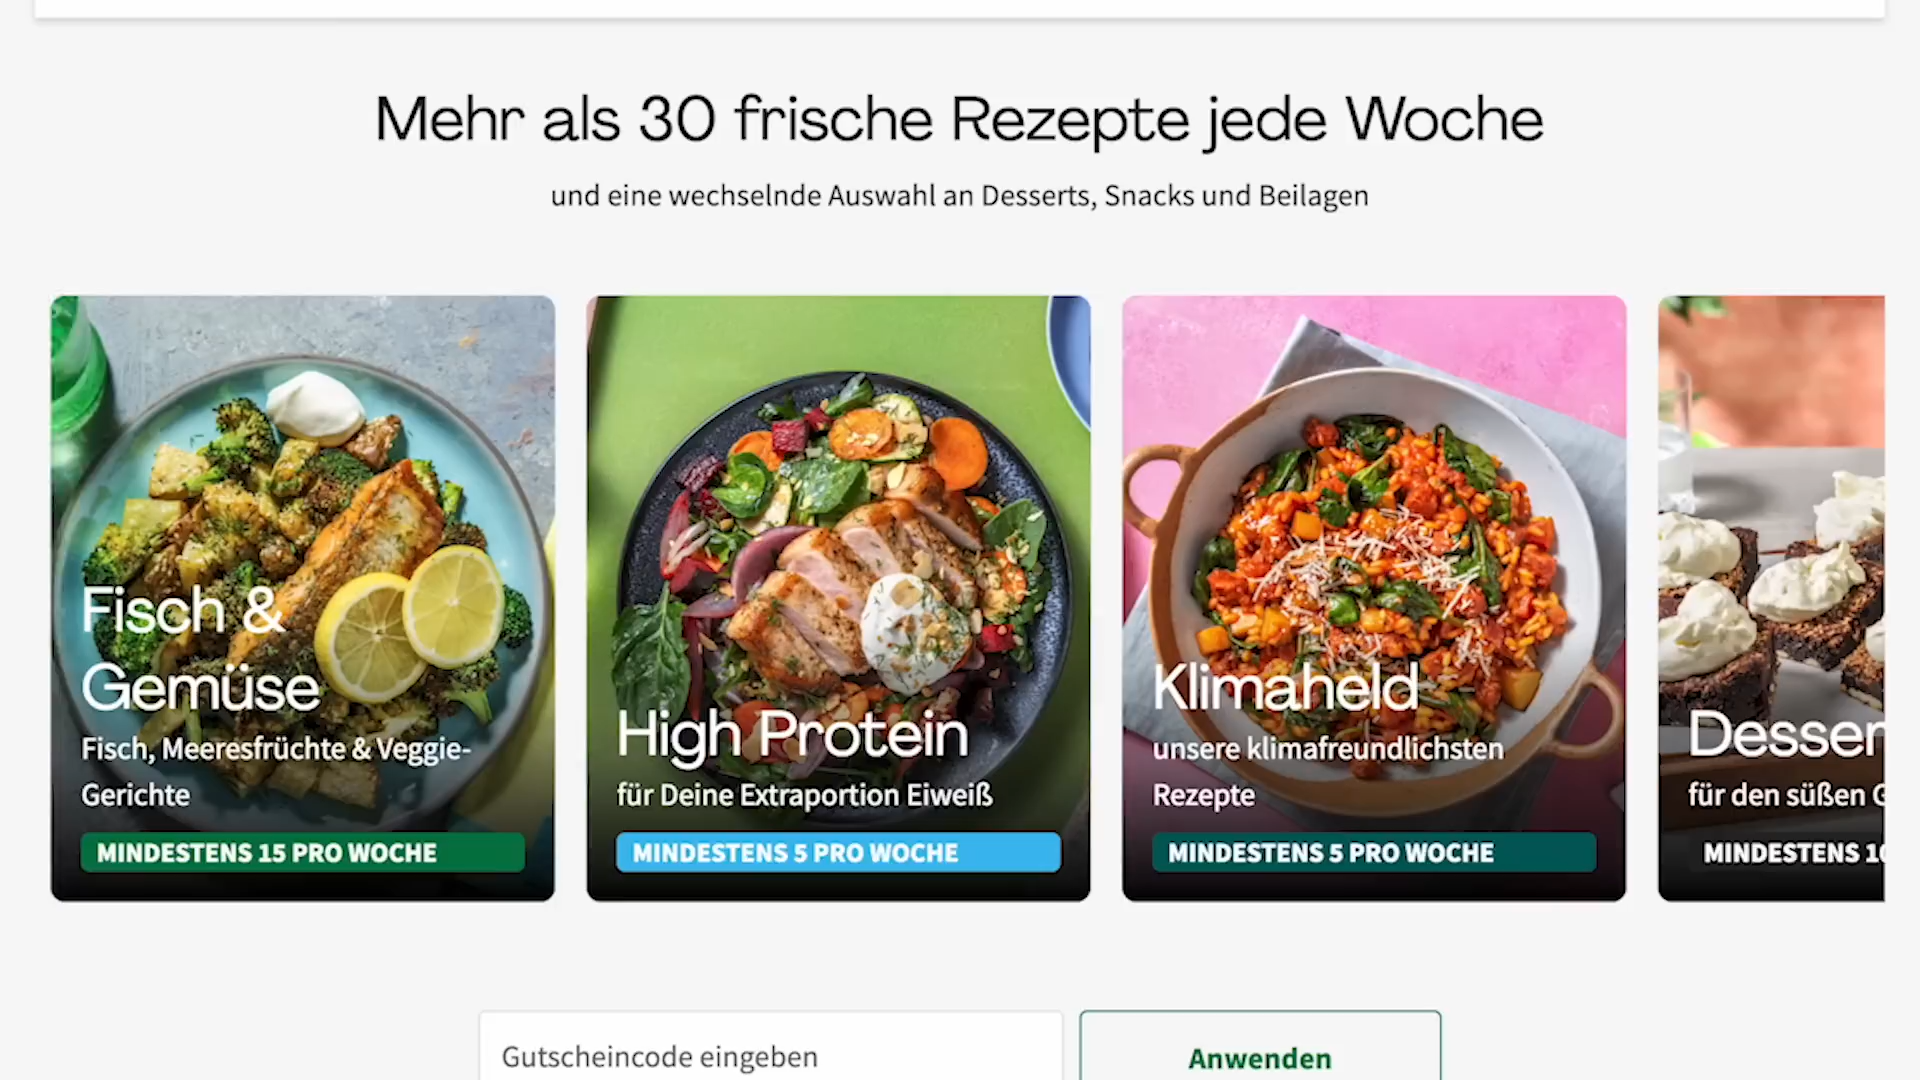 Mehr als 30 frische Rezepte jede Woche
und eine wechselnde Auswahl an Desserts, Snacks und Beilagen
Fisch &
Gemüse
Fisch, Meeresfrüchte & Veggie-
Gerichte
MINDESTENS 15 PRO WOCHE
High Protein
für Deine Extraportion Eiweiß
MINDESTENS 5 PRO WOCHE
Klimaheld
unsere klimafreundlichsten
Rezepte
MINDESTENS 5 PRO WOCHE
Desser
für den süßen G
MINDESTENS 10
Gutscheincode eingeben
Anwenden